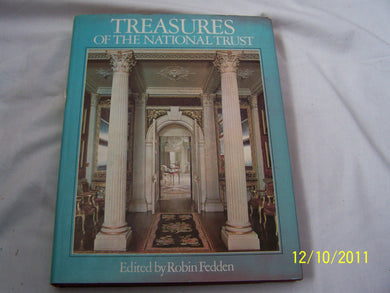 TREASURES
OF THE NATIONAL TRUST
Edited by Robin Fedden
12/10/2011